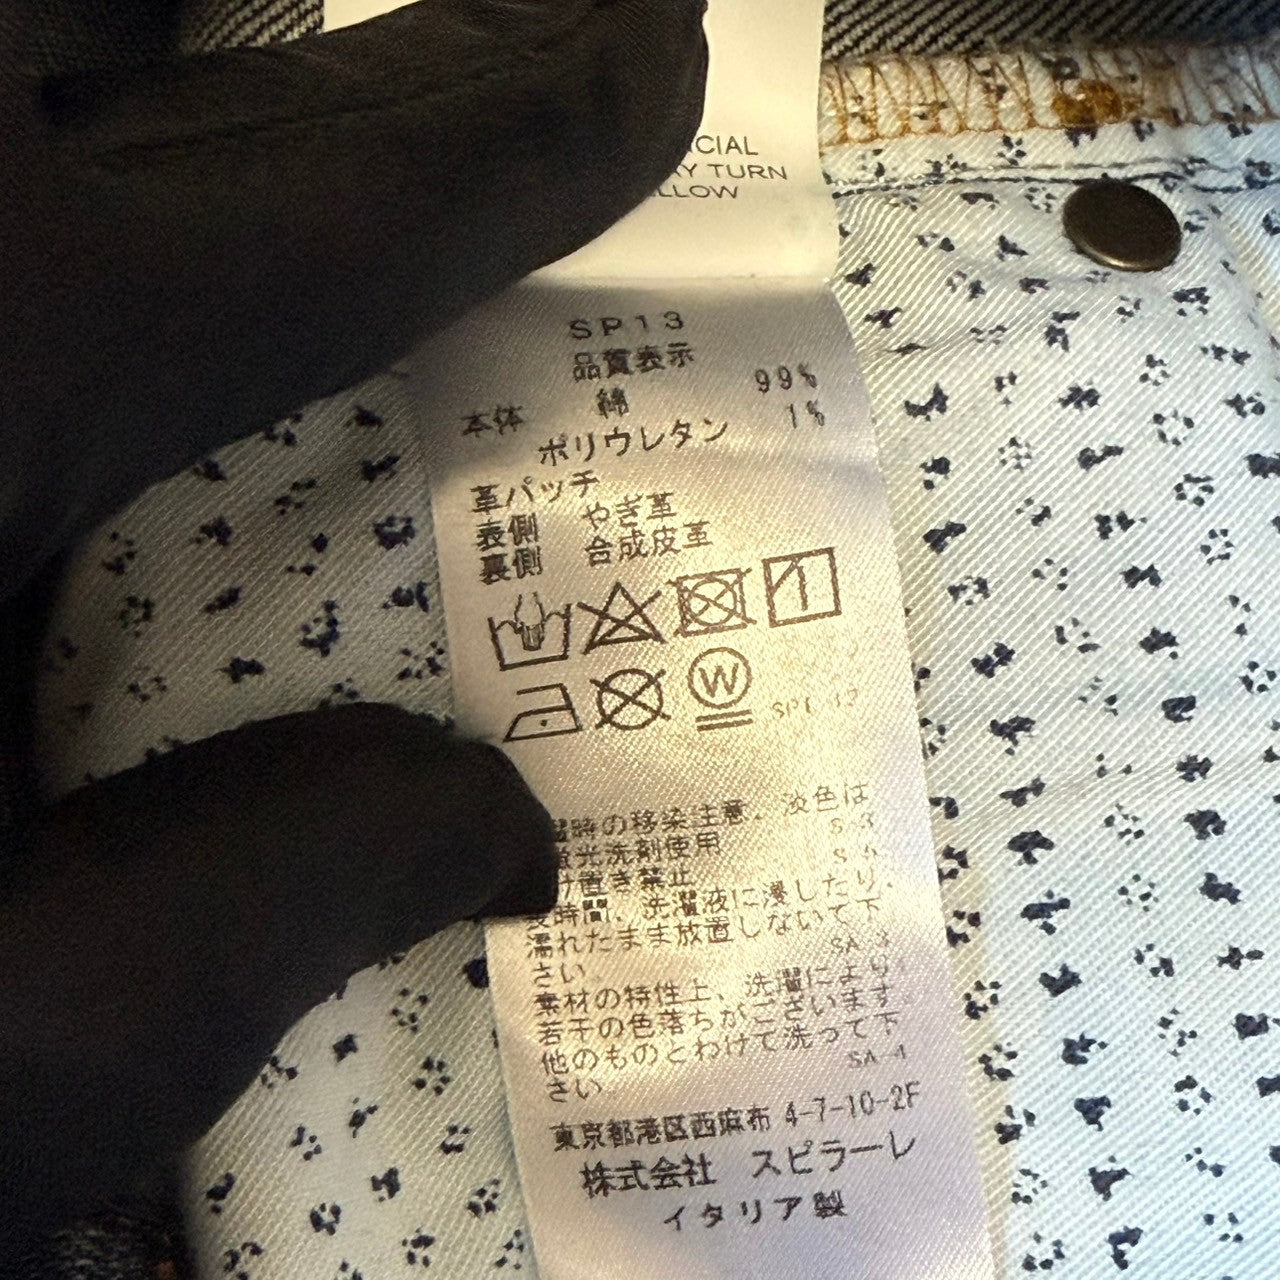 CIAL
AY TURN
LLOW
SP13
品質表示
本体 綿 99%
ポリウレタン 1%
革パッチ
表側 やぎ革
裏側 合成皮革
W
時の移染注意、淡色は
光洗剤使用
け置き禁止
時間、洗濯液に浸したり、
濡れたまま放置しないで下
さい。
素材の特性上、洗濯により
若干の色落ちがございます
他のものとわけて洗って下
さい。
東京都港区西麻布 4-7-10-2F
株式会社 スピラーレ
イタリア製